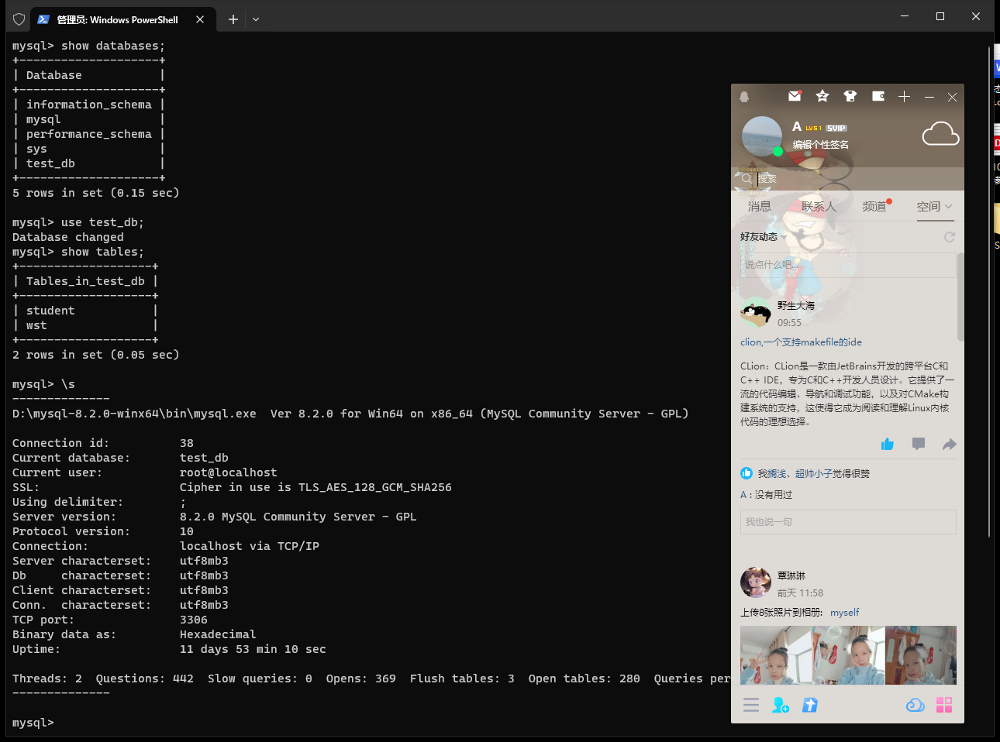 管理员: Windows PowerShell
mysql> show databases;
+--------------------+
| Database           |
+--------------------+
| information_schema |
| mysql              |
| performance_schema |
| sys                |
| test_db            |
+--------------------+
5 rows in set (0.15 sec)
mysql> use test_db;
Database changed
mysql> show tables;
+-------------------+
| Tables_in_test_db |
+-------------------+
| student           |
| wst               |
+-------------------+
2 rows in set (0.05 sec)
mysql> \s
--------------
D:\mysql-8.2.0-winx64\bin\mysql.exe  Ver 8.2.0 for Win64 on x86_64 (MySQL Community Server - GPL)
Connection id:          38
Current database:       test_db
Current user:           root@localhost
SSL:                    Cipher in use is TLS_AES_128_GCM_SHA256
Using delimiter:        ;
Server version:         8.2.0 MySQL Community Server - GPL
Protocol version:       10
Connection:             localhost via TCP/IP
Server characterset:    utf8mb3
Db     characterset:    utf8mb3
Client characterset:    utf8mb3
Conn.  characterset:    utf8mb3
TCP port:               3306
Binary data as:         Hexadecimal
Uptime:                 11 days 53 min 10 sec
Threads: 2  Questions: 442  Slow queries: 0  Opens: 369  Flush tables: 3  Open tables: 280  Queries per
--------------
mysql>
A LV51 SVIP
编辑个性签名
搜索
消息 联系人 频道 空间
好友动态
说点什么吧...
野生大海
09:55
clion,一个支持makefile的ide
CLion：CLion是一款由JetBrains开发的跨平台C和
C++ IDE，专为C和C++开发人员设计。它提供了一
流的代码编辑、导航和调试功能，以及对CMake构
建系统的支持，这使得它成为阅读和理解Linux内核
代码的理想选择。
我搁浅、超帅小子觉得很赞
A : 没有用过
我也说一句
覃琳琳
前天 11:58
上传8张照片到相册: myself